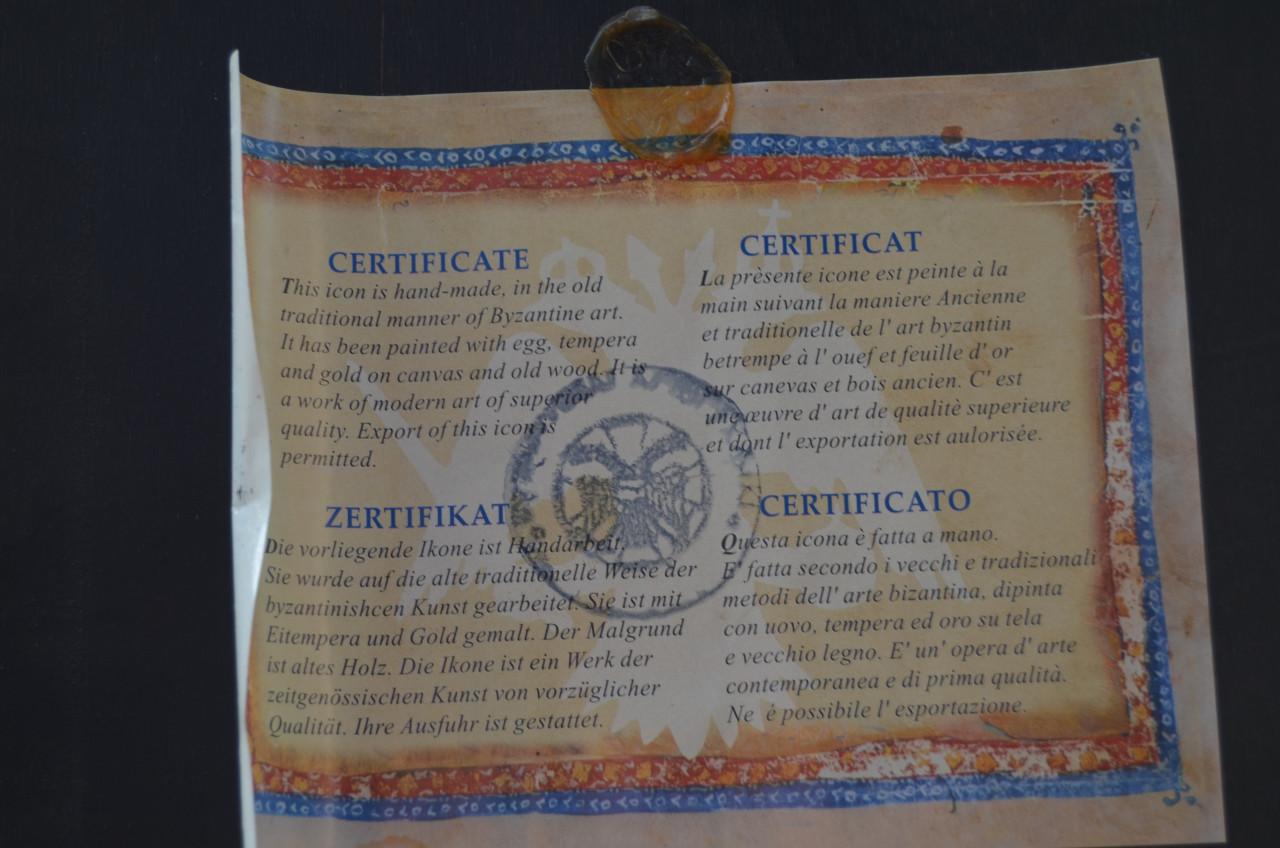 CERTIFICATE
This icon is hand-made, in the old
traditional manner of Byzantine art.
It has been painted with egg, tempera
and gold on canvas and old wood. It is
a work of modern art of superior
quality. Export of this icon is
permitted.
CERTIFICAT
La prèsente icone est peinte à la
main suivant la maniere Ancienne
et traditionelle de l' art byzantin
betrempe à l' ouef et feuille d' or
sur canevas et bois ancien. C' est
une œuvre d' art de qualitè superieure
et dont l' exportation est aulorisée.
ZERTIFIKAT
Die vorliegende Ikone ist Handarbeit.
Sie wurde auf die alte traditionelle Weise der
byzantinishcen Kunst gearbeitet. Sie ist mit
Eitempera und Gold gemalt. Der Malgrund
ist altes Holz. Die Ikone ist ein Werk der
zeitgenössischen Kunst von vorzüglicher
Qualität. Ihre Ausfuhr ist gestattet.
CERTIFICATO
Questa icona è fatta a mano.
E' fatta secondo i vecchi e tradizionali
metodi dell' arte bizantina, dipinta
con uovo, tempera ed oro su tela
e vecchio legno. E' un' opera d' arte
contemporanea e di prima qualità.
Ne é possibile l' esportazione.